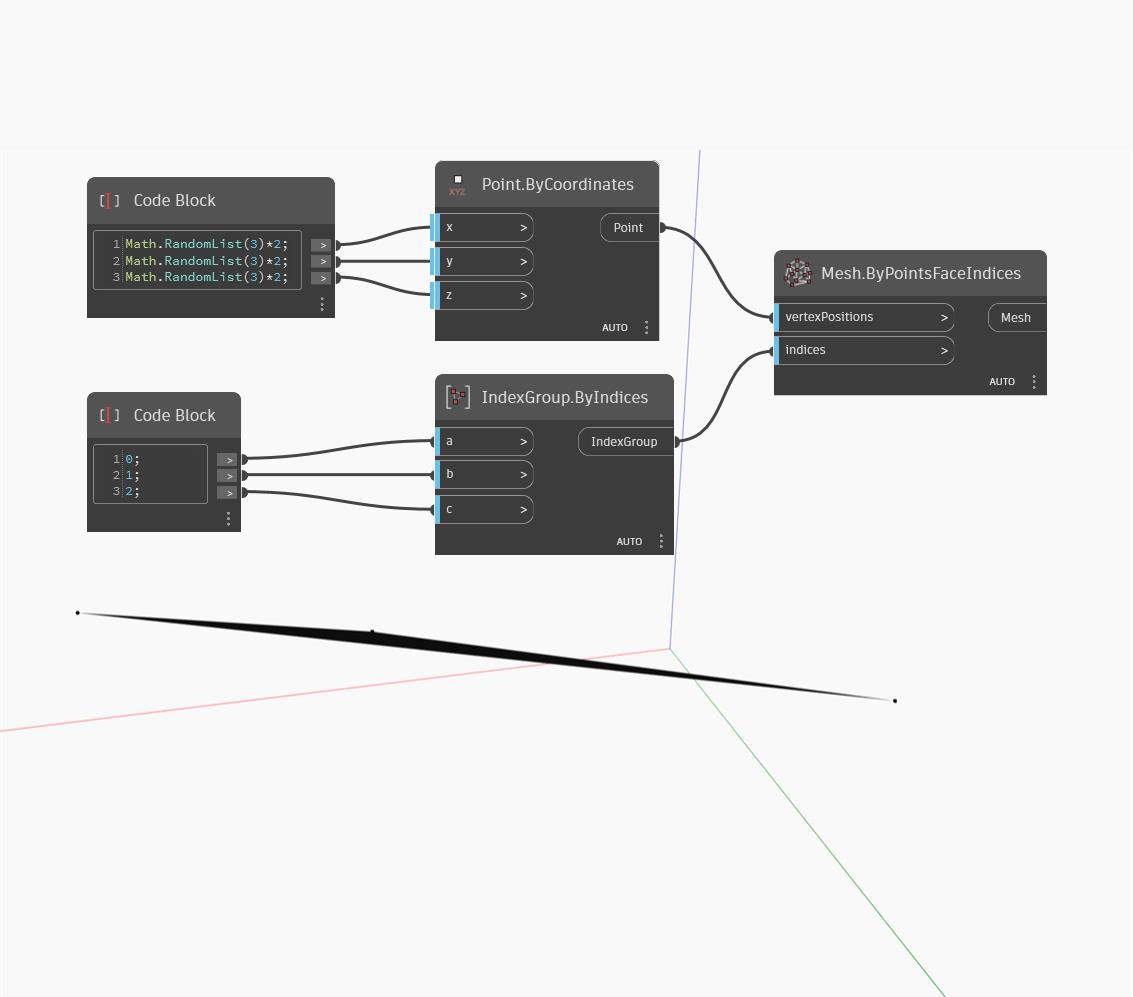 Code Block
1 Math.RandomList(3)*2; >
2 Math.RandomList(3)*2; >
3 Math.RandomList(3)*2; >
XYZ Point.ByCoordinates
x > Point
y >
z >
AUTO
Mesh.ByPointsFaceIndices
vertexPositions > Mesh
indices >
AUTO
Code Block
1 0; >
2 1; >
3 2; >
IndexGroup.ByIndices
a > IndexGroup
b >
c >
AUTO